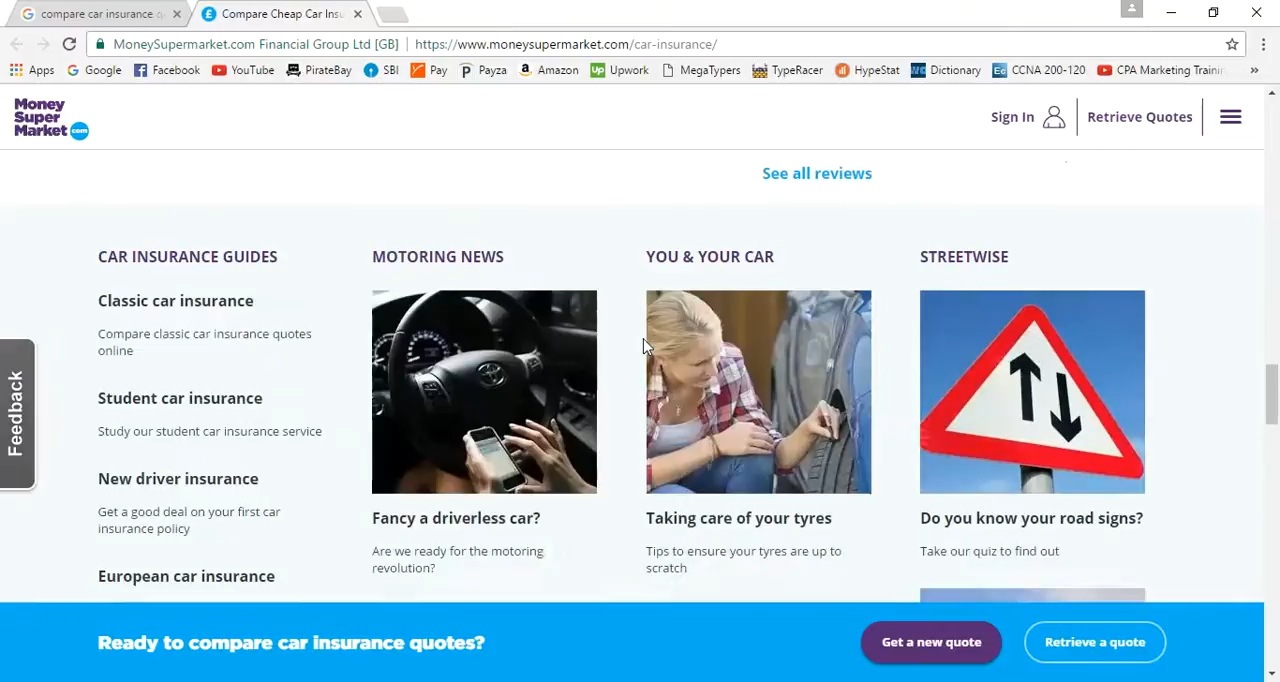 compare car insurance q
Compare Cheap Car Insu
MoneySupermarket.com Financial Group Ltd [GB]
https://www.moneysupermarket.com/car-insurance/
Apps
Google
Facebook
YouTube
PirateBay
SBI
Pay
Payza
Amazon
Upwork
MegaTypers
TypeRacer
HypeStat
Dictionary
CCNA 200-120
CPA Marketing Trainin
»
Money
Super
Market com
Sign In
Retrieve Quotes
See all reviews
Feedback
CAR INSURANCE GUIDES
Classic car insurance
Compare classic car insurance quotes
online
Student car insurance
Study our student car insurance service
New driver insurance
Get a good deal on your first car
insurance policy
European car insurance
MOTORING NEWS
Fancy a driverless car?
Are we ready for the motoring
revolution?
YOU & YOUR CAR
Taking care of your tyres
Tips to ensure your tyres are up to
scratch
STREETWISE
Do you know your road signs?
Take our quiz to find out
Ready to compare car insurance quotes?
Get a new quote
Retrieve a quote